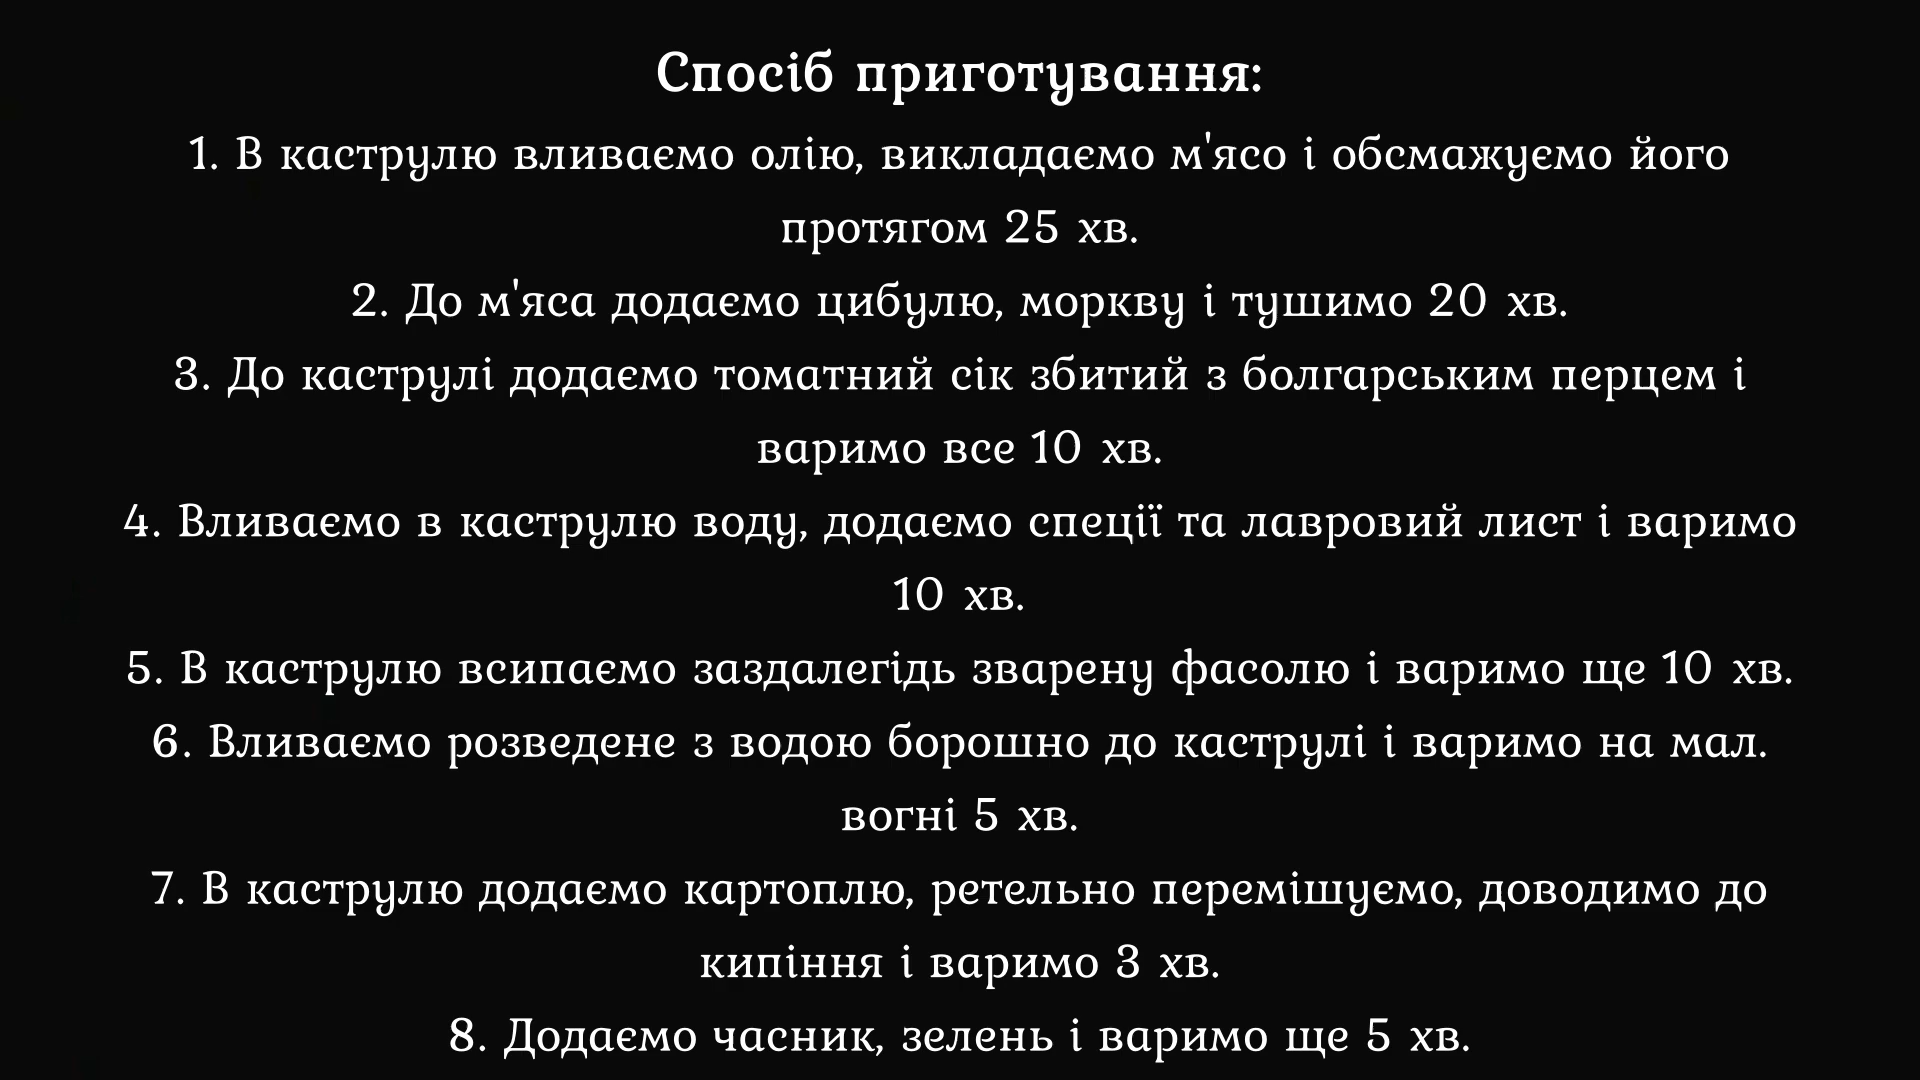 Спосіб приготування:
1. В каструлю вливаємо олію, викладаємо м'ясо і обсмажуємо його
протягом 25 хв.
2. До м'яса додаємо цибулю, моркву і тушимо 20 хв.
3. До каструлі додаємо томатний сік збитий з болгарським перцем і
варимо все 10 хв.
4. Вливаємо в каструлю воду, додаємо спеції та лавровий лист і варимо
10 хв.
5. В каструлю всипаємо заздалегідь зварену фасолю і варимо ще 10 хв.
6. Вливаємо розведене з водою борошно до каструлі і варимо на мал.
вогні 5 хв.
7. В каструлю додаємо картоплю, ретельно перемішуємо, доводимо до
кипіння і варимо 3 хв.
8. Додаємо часник, зелень і варимо ще 5 хв.